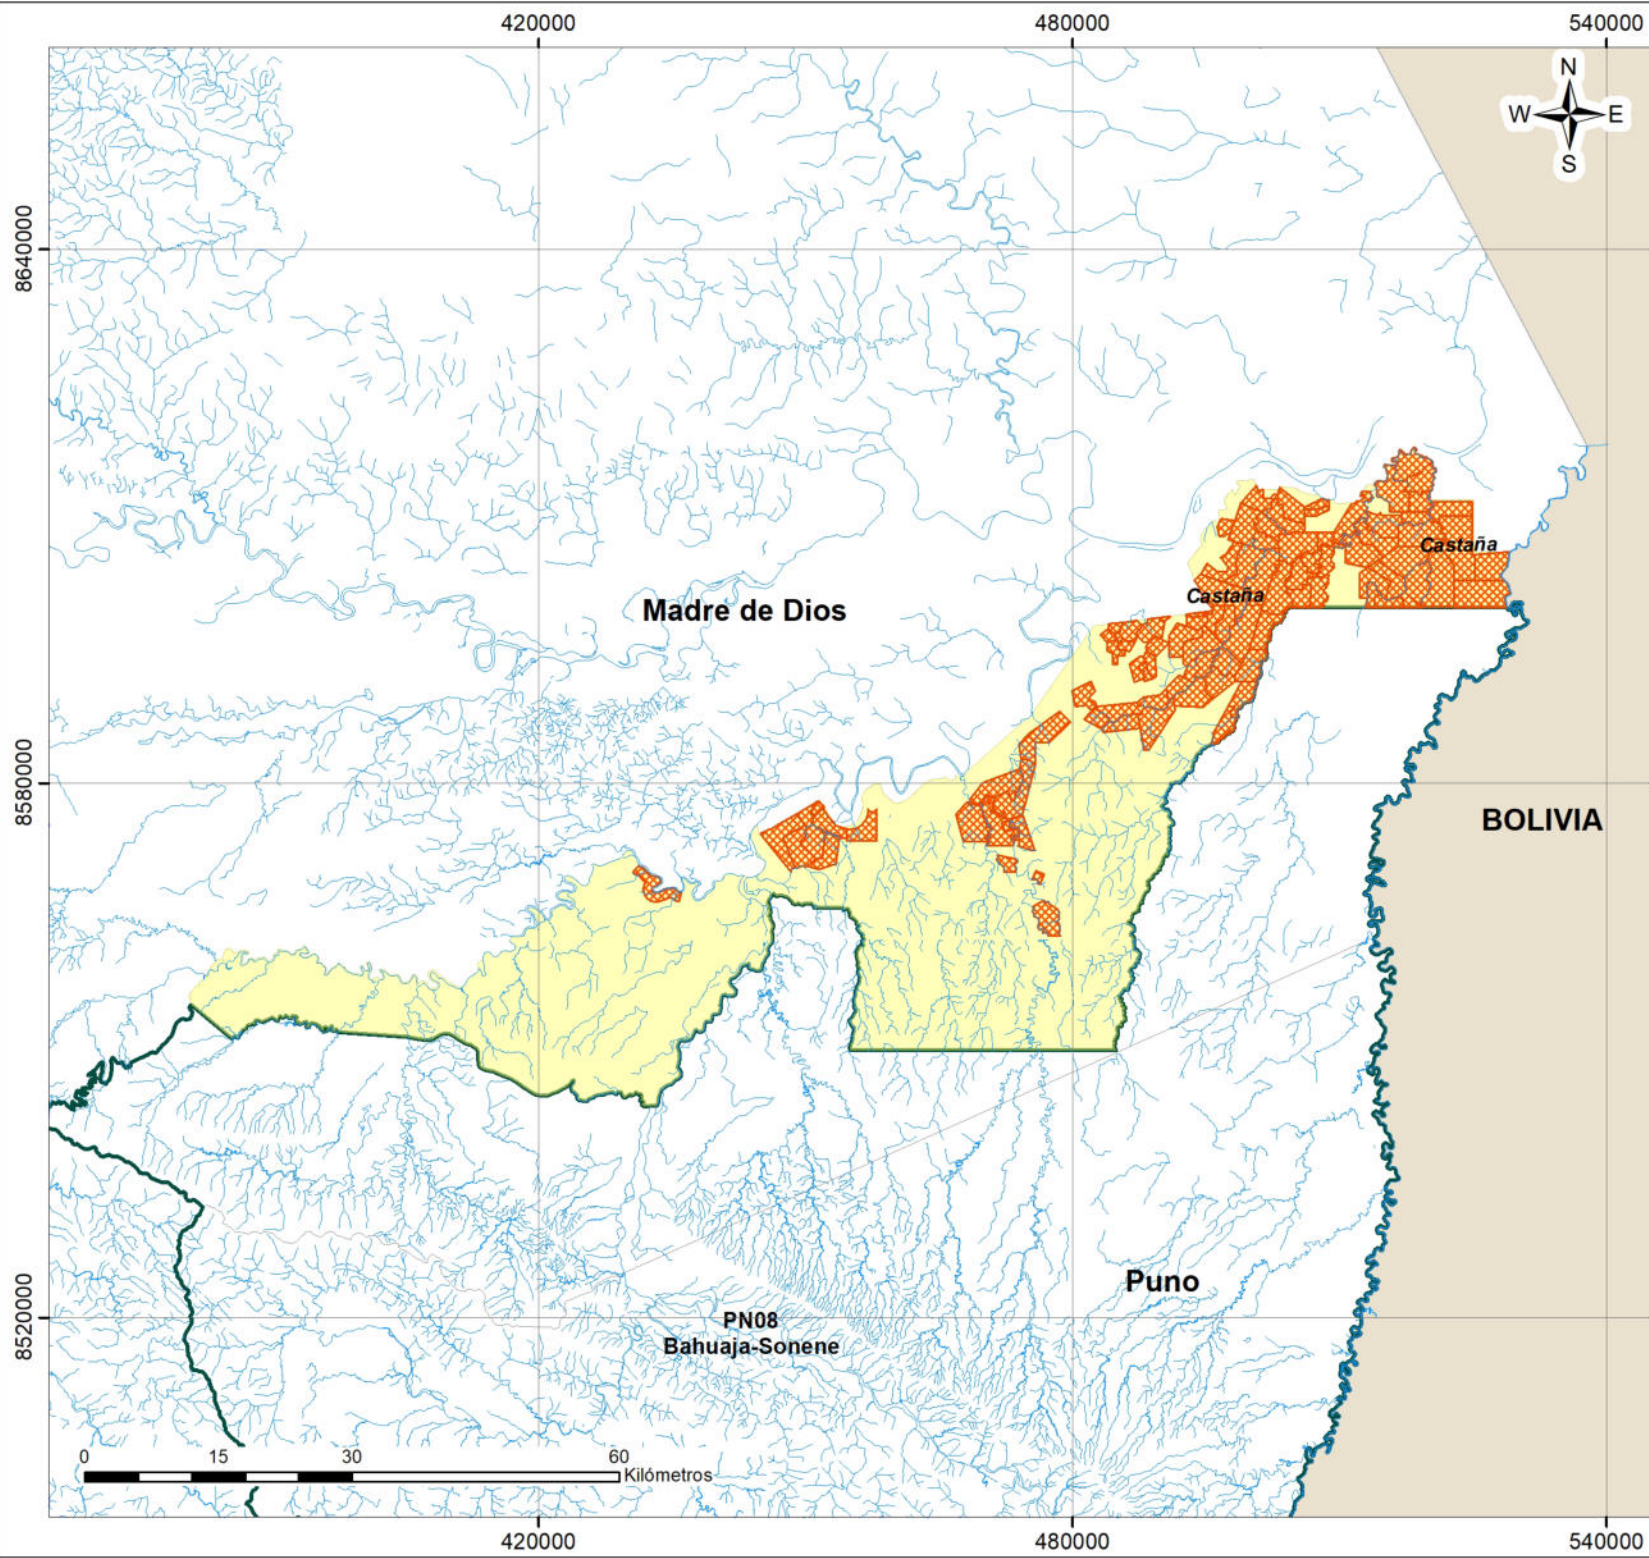 420000
480000
540000
N
W
E
S
8640000
Castaña
Castaña
Madre de Dios
8580000
BOLIVIA
Puno
8520000
PN08
Bahuaja-Sonene
0
15
30
60
Kilómetros
420000
480000
540000